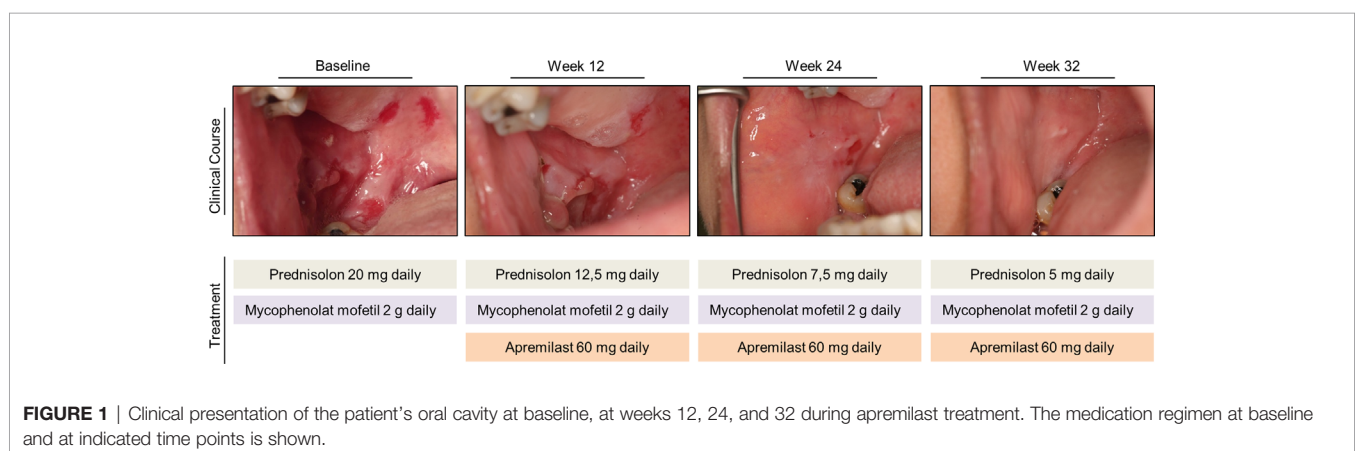 Baseline
Week 12
Week 24
Week 32
Clinical Course
Treatment
Prednisolon 20 mg daily
Prednisolon 12,5 mg daily
Prednisolon 7,5 mg daily
Prednisolon 5 mg daily
Mycophenolat mofetil 2 g daily
Mycophenolat mofetil 2 g daily
Mycophenolat mofetil 2 g daily
Mycophenolat mofetil 2 g daily
Apremilast 60 mg daily
Apremilast 60 mg daily
Apremilast 60 mg daily
FIGURE 1 | Clinical presentation of the patient's oral cavity at baseline, at weeks 12, 24, and 32 during apremilast treatment. The medication regimen at baseline
and at indicated time points is shown.